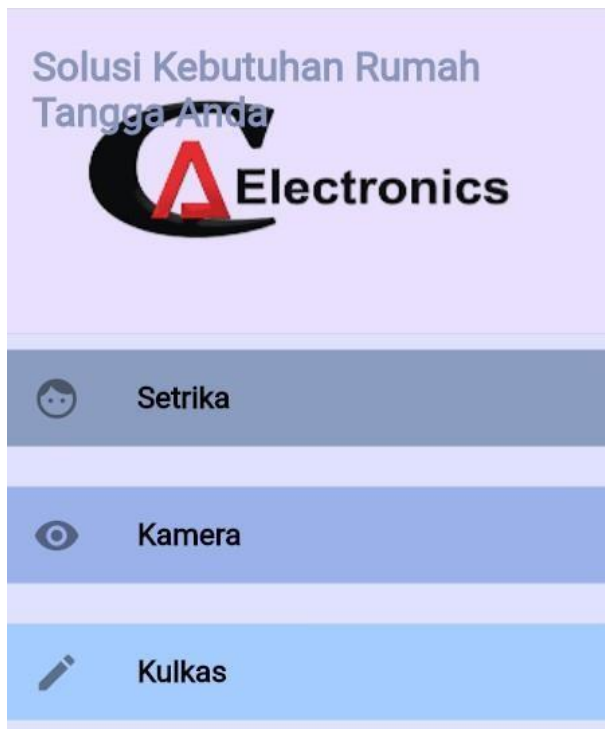 Solusi Kebutuhan Rumah
Tangga Anda
CA Electronics
Setrika
Kamera
Kulkas